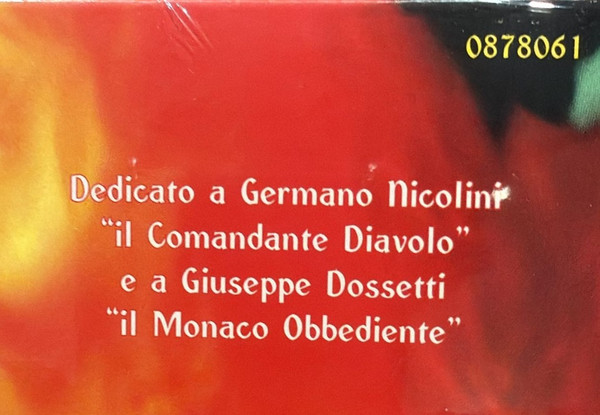 0878061
Dedicato a Germano Nicolini
“il Comandante Diavolo”
e a Giuseppe Dossetti
“il Monaco Obbediente”